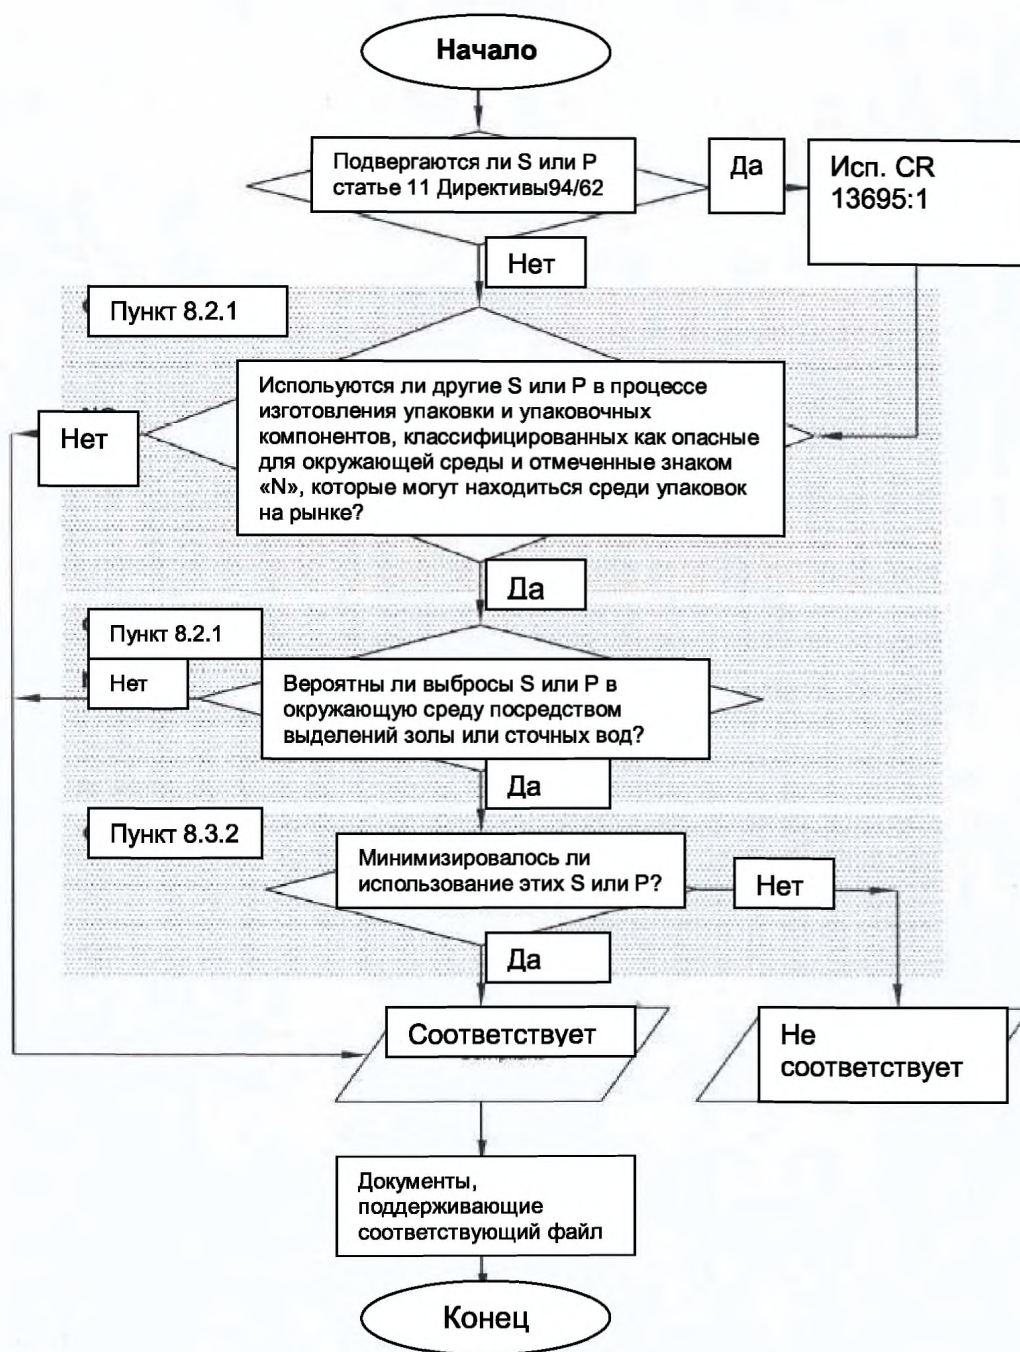 Начало
Подвергаются ли S или P
статье 11 Директивы94/62
Да
Исп. CR
13695:1
Нет
Пункт 8.2.1
Испоьуются ли другие S или P в процессе
изготовления упаковки и упаковочных
компонентов, классифицированных как опасные
для окружающей среды и отмеченные знаком
«N», которые могут находиться среди упаковок
на рынке?
Нет
Да
Пункт 8.2.1
Нет
Вероятны ли выбросы S или P в
окружающую среду посредством
выделений золы или сточных вод?
Да
Пункт 8.3.2
Минимизировалось ли
использование этих S или P?
Нет
Да
Соответствует
Не
соответствует
Документы,
поддерживающие
соответствующий файл
Конец